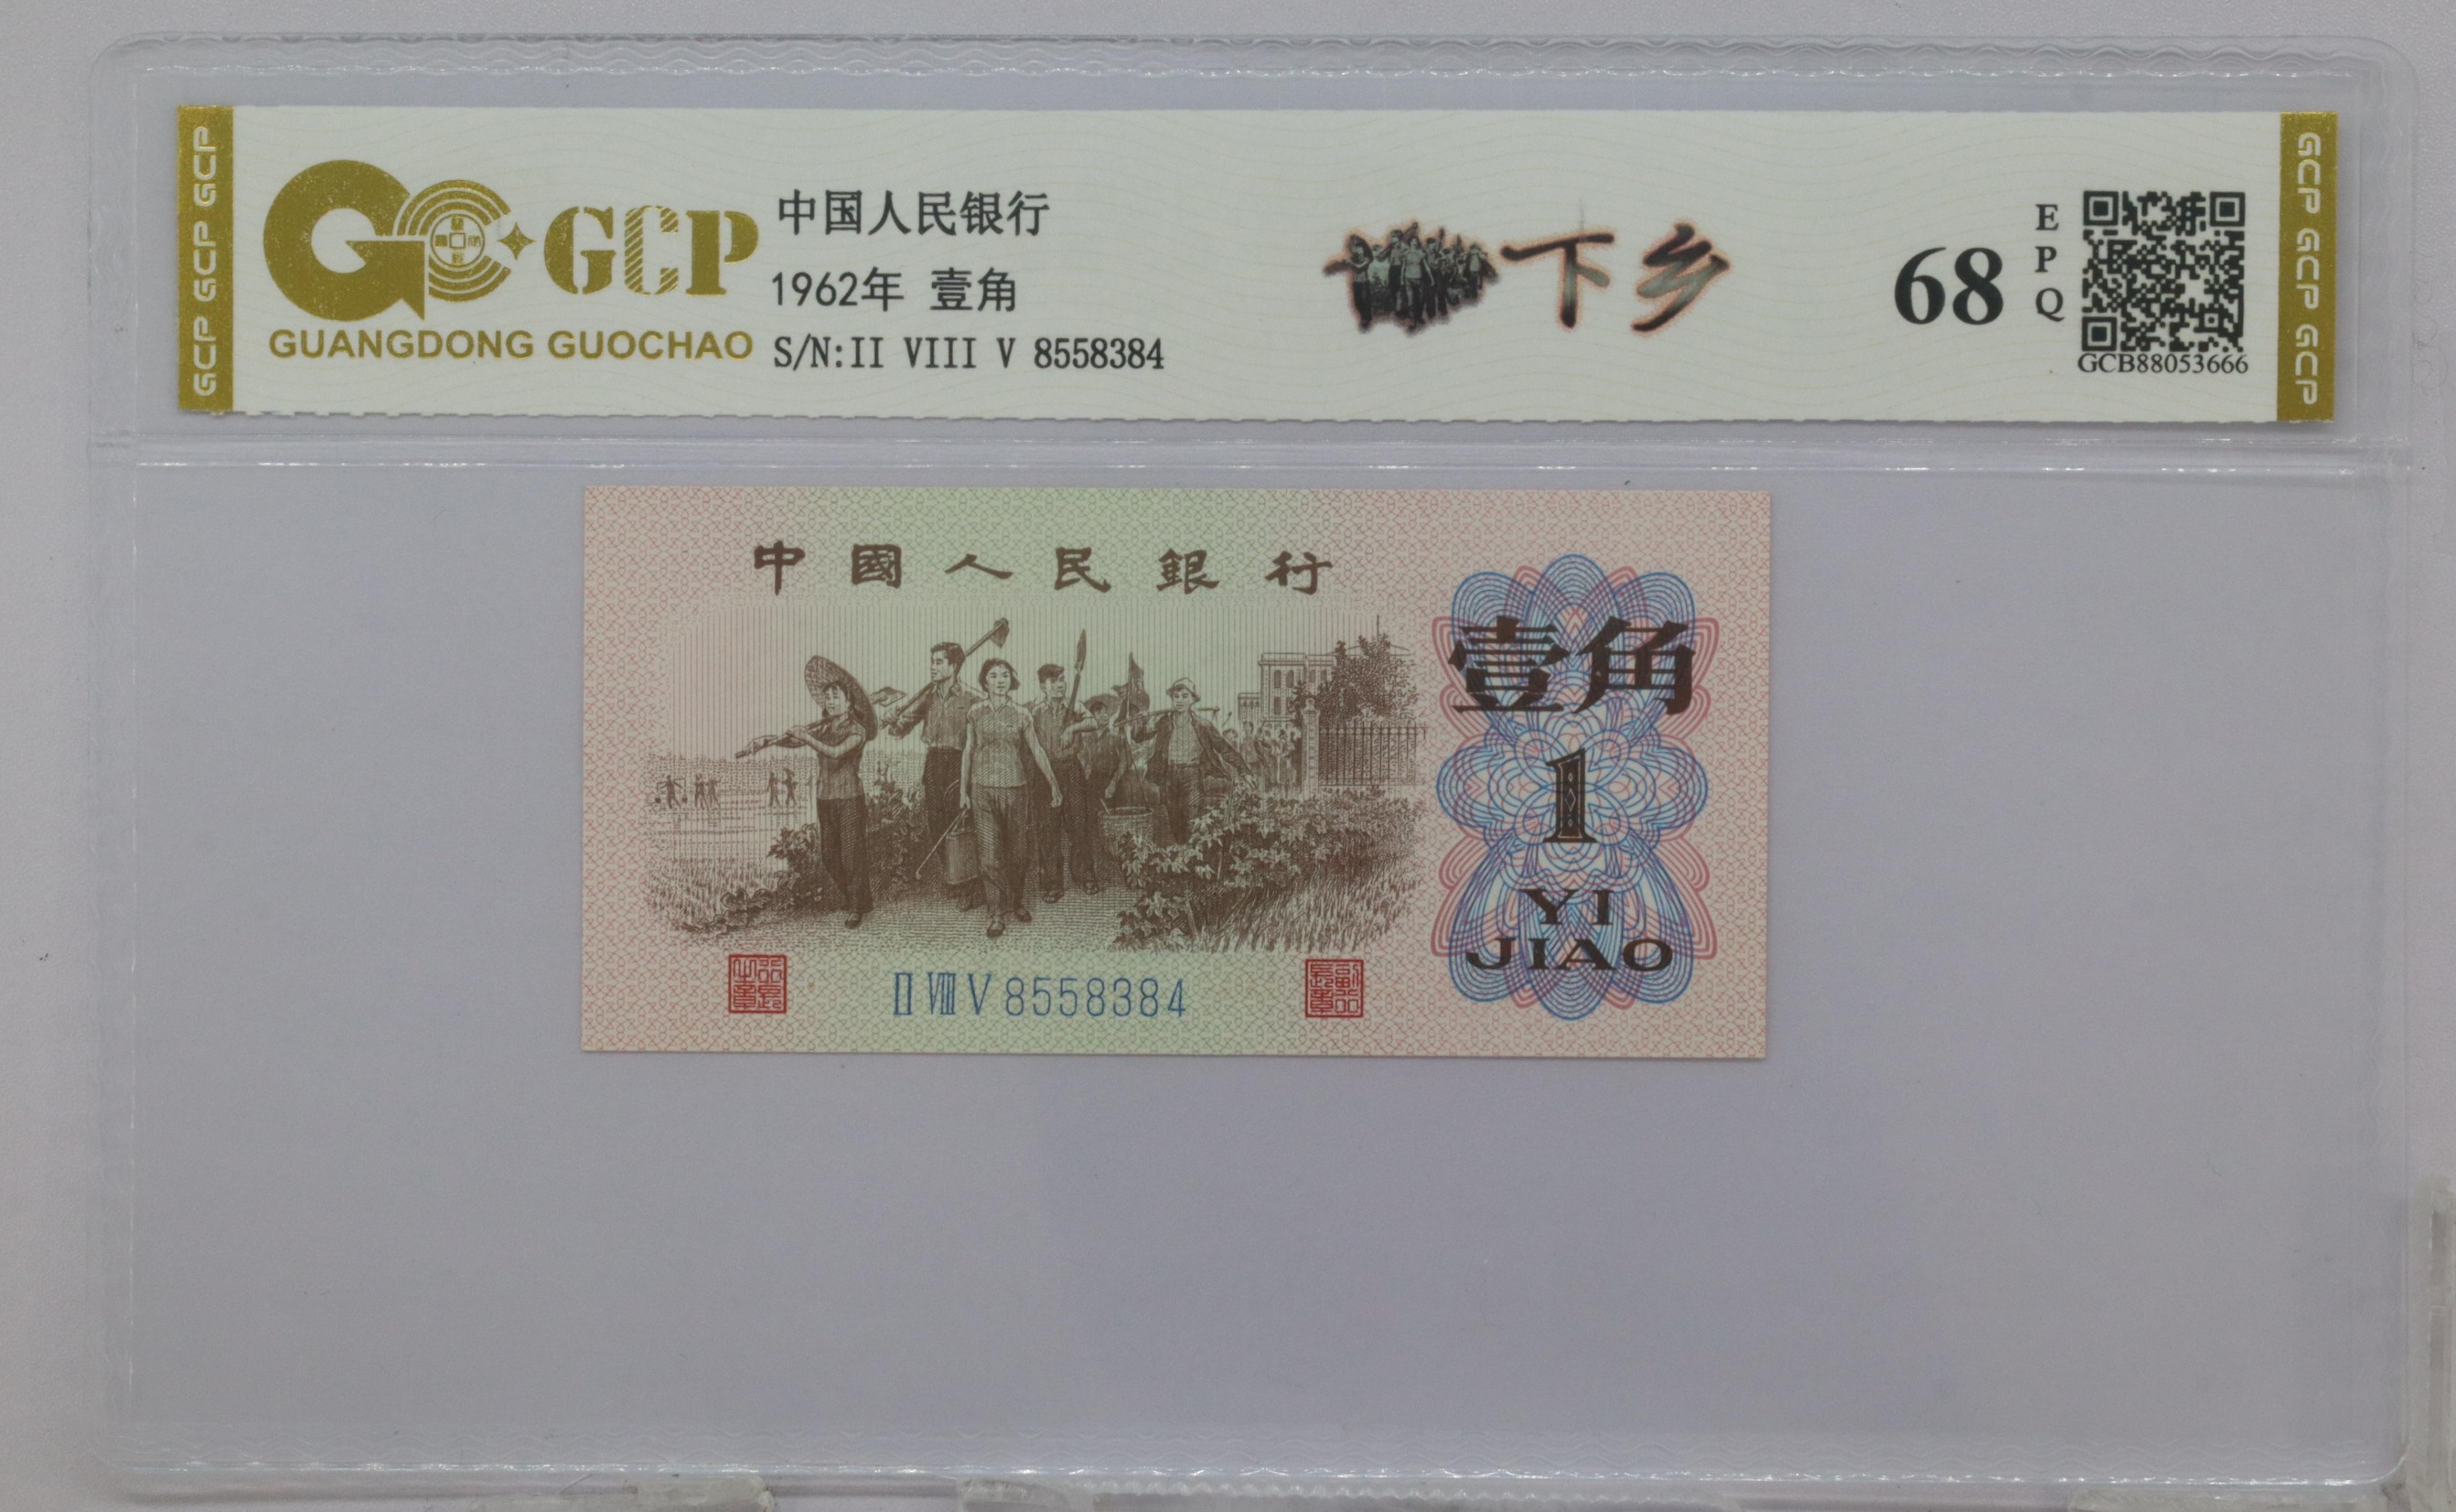 GCP GCP GCP
GCP
GUANGDONG GUOCHAO
中国人民银行
1962年 壹角
S/N:II VIII V 8558384
下乡
68
EPQ
GCB88053666
GCP GCP GCP
中國人民銀行
壹角
1
YI
JIAO
II VIII V 8558384